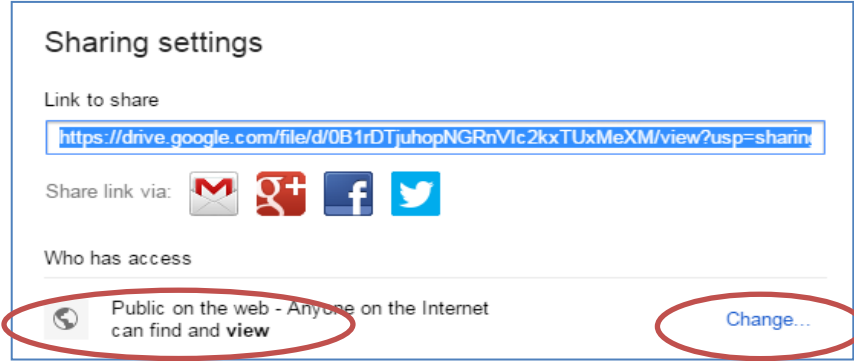 Sharing settings
Link to share
https://drive.google.com/file/d/0B1rDTjuhopNGRnVIc2kxTUxMeXM/view?usp=sharing
Share link via:
Who has access
Public on the web - Anyone on the Internet
can find and view
Change...